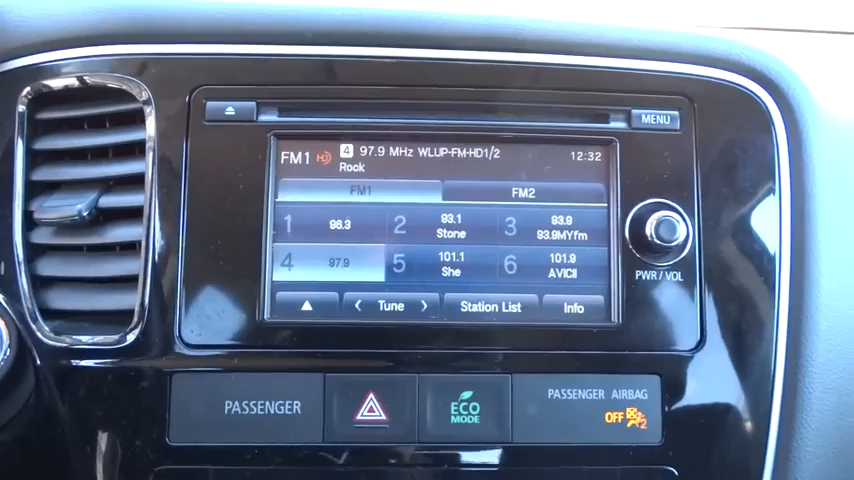 MENU
FM1 HD 4 97.9 MHz WLUP-FM-HD1/2 12:32
Rock
FM1 FM2
1 96.3 2 93.1 Stone 3 93.9 93.9MYfm
4 97.9 5 101.1 She 6 101.9 AVICII
Tune Station List Info
PWR / VOL
PASSENGER
ECO MODE
PASSENGER AIRBAG
OFF 2